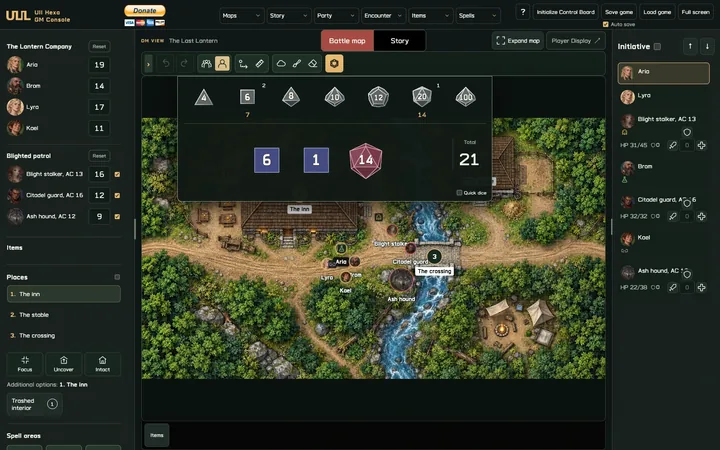 Ull Hexa
GM Console
Donate
Maps
Story
Party
Encounter
Items
Spells
?
Initialize Control Board
Save game
Load game
Full screen
Auto save
The Lantern Company
Reset
Aria
19
Brom
14
Lyra
17
Kael
11
Blighted patrol
Reset
Blight stalker, AC 13
16
Citadel guard, AC 16
12
Ash hound, AC 12
9
Items
Places
1. The inn
2. The stable
3. The crossing
Focus
Uncover
Intact
Additional options: 1. The inn
Trashed
interior
1
Spell areas
GM VIEW
The Last Lantern
Battle map
Story
Expand map
Player Display
4
6
2
8
10
12
20
1
100
7
14
6
1
14
Total
21
Quick dice
The inn
Blight stalker
Aria
Citadel guard
3
The crossing
Lyra
Kael
Ash hound
Items
Initiative
Aria
Lyra
Blight stalker, AC 13
HP 31/45
0
Brom
Citadel guard,
HP 32/32
0
Kael
Ash hound,
HP 22/38
0